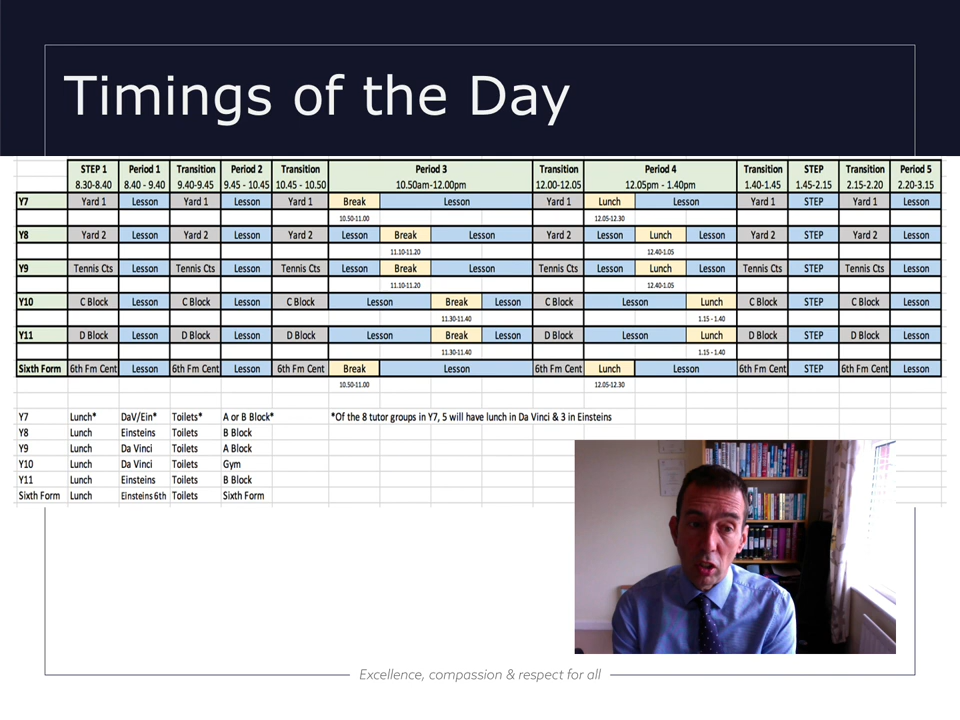 Timings of the Day
STEP 1 Period 1 Transition Period 2 Transition Period 3 Transition Period 4 Transition STEP Transition Period 5
8.30-8.40 8.40 - 9.40 9.40-9.45 9.45 - 10.45 10.45 - 10.50 10.50am-12.00pm 12.00-12.05 12.05pm - 1.40pm 1.40-1.45 1.45-2.15 2.15-2.20 2.20-3.15
Y7 Yard 1 Lesson Yard 1 Lesson Yard 1 Break Lesson Yard 1 Lunch Lesson Yard 1 STEP Yard 1 Lesson
10.50-11.00 12.05-12.30
Y8 Yard 2 Lesson Yard 2 Lesson Yard 2 Lesson Break Lesson Yard 2 Lesson Lunch Lesson Yard 2 STEP Yard 2 Lesson
11.10-11.20 12.40-1.05
Y9 Tennis Cts Lesson Tennis Cts Lesson Tennis Cts Lesson Break Lesson Tennis Cts Lesson Lunch Lesson Tennis Cts STEP Tennis Cts Lesson
11.10-11.20 12.40-1.05
Y10 C Block Lesson C Block Lesson C Block Lesson Break Lesson C Block Lesson Lunch C Block STEP C Block Lesson
11.30-11.40 1.15 - 1.40
Y11 D Block Lesson D Block Lesson D Block Lesson Break Lesson D Block Lesson Lunch D Block STEP D Block Lesson
11.30-11.40 1.15 - 1.40
Sixth Form 6th Fm Cent Lesson 6th Fm Cent Lesson 6th Fm Cent Break Lesson 6th Fm Cent Lunch Lesson 6th Fm Cent STEP 6th Fm Cent Lesson
10.50-11.00 12.05-12.30
Y7 Lunch* DaV/Ein* Toilets* A or B Block* *Of the 8 tutor groups in Y7, 5 will have lunch in Da Vinci & 3 in Einsteins
Y8 Lunch Einsteins Toilets B Block
Y9 Lunch Da Vinci Toilets A Block
Y10 Lunch Da Vinci Toilets Gym
Y11 Lunch Einsteins Toilets B Block
Sixth Form Lunch Einsteins 6th Toilets Sixth Form
Excellence, compassion & respect for all